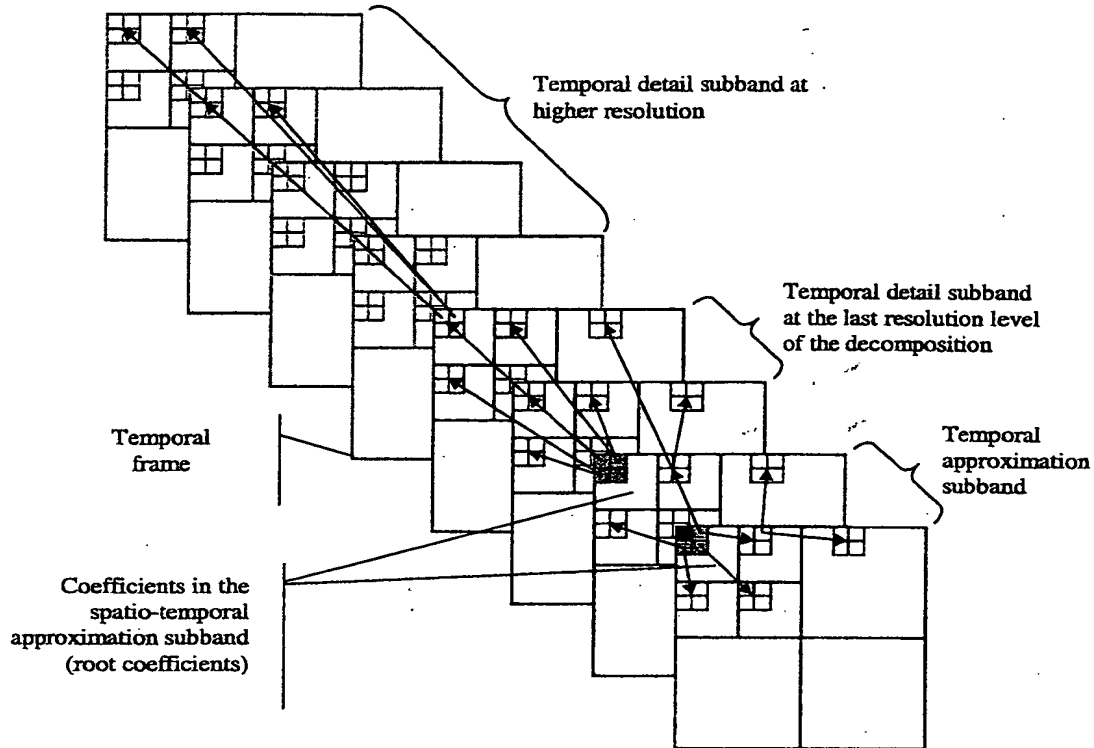 Temporal detail subband at
higher resolution
Temporal detail subband
at the last resolution level
of the decomposition
Temporal
frame
Temporal
approximation
subband
Coefficients in the
spatio-temporal
approximation subband
(root coefficients)